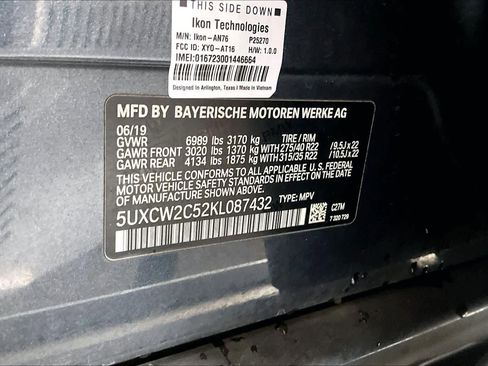 THIS SIDE DOWN
Ikon Technologies
M/N: Ikon-AN76 P25270
FCC ID: XYO-AT16 H/W: 1.0.0
IMEI:016723001446664
Designed in Arlington, Texas I Made in Vietnam
MFD BY BAYERISCHE MOTOREN WERKE AG
06/19
GVWR 6989 lbs 3170 kg TIRE / RIM
GAWR FRONT 3020 lbs 1370 kg WITH 275/40 R22 / 9.5J x 22
GAWR REAR 4134 lbs 1875 kg WITH 315/35 R22 / 10.5J x 22
THIS VEHICLE CONFORMS TO ALL APPLICABLE U.S. FEDERAL
MOTOR VEHICLE SAFETY STANDARDS IN EFFECT ON THE
DATE OF MANUFACTURE SHOWN ABOVE.
5UXCW2C52KL087432 TYPE: MPV
C27M
7 320 729